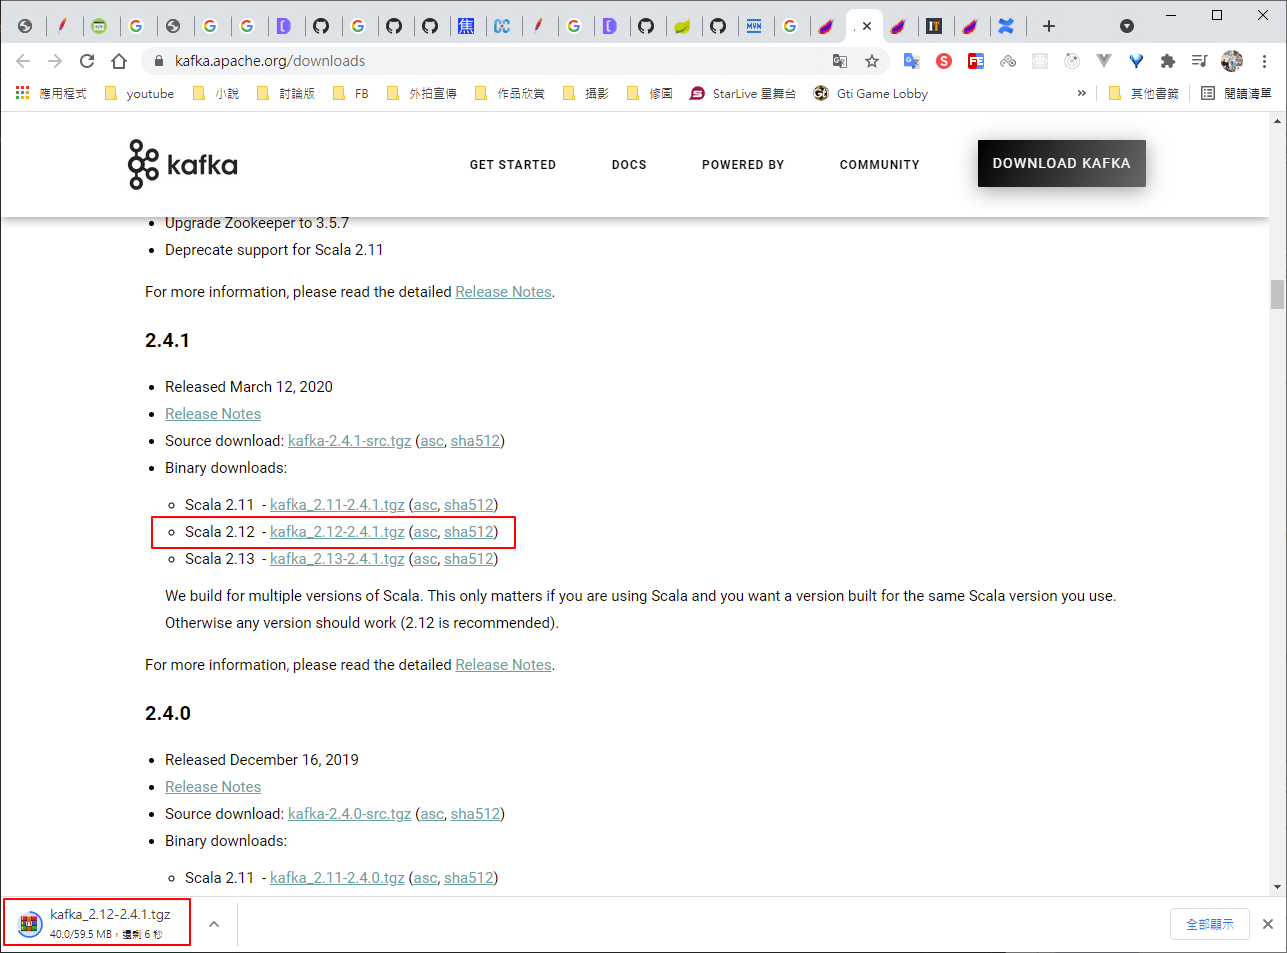 kafka.apache.org/downloads
應用程式
youtube
小說
討論版
FB
外拍宣傳
作品欣賞
攝影
修圖
StarLive 星舞台
Gti Game Lobby
»
其他書籤
閱讀清單
kafka
GET STARTED
DOCS
POWERED BY
COMMUNITY
DOWNLOAD KAFKA
Upgrade Zookeeper to 3.5.7
Deprecate support for Scala 2.11
For more information, please read the detailed Release Notes.
2.4.1
Released March 12, 2020
Release Notes
Source download: kafka-2.4.1-src.tgz (asc, sha512)
Binary downloads:
Scala 2.11 - kafka_2.11-2.4.1.tgz (asc, sha512)
Scala 2.12 - kafka_2.12-2.4.1.tgz (asc, sha512)
Scala 2.13 - kafka_2.13-2.4.1.tgz (asc, sha512)
We build for multiple versions of Scala. This only matters if you are using Scala and you want a version built for the same Scala version you use.
Otherwise any version should work (2.12 is recommended).
For more information, please read the detailed Release Notes.
2.4.0
Released December 16, 2019
Release Notes
Source download: kafka-2.4.0-src.tgz (asc, sha512)
Binary downloads:
Scala 2.11 - kafka_2.11-2.4.0.tgz (asc, sha512)
kafka_2.12-2.4.1.tgz
40.0/59.5 MB，還剩 6 秒
全部顯示